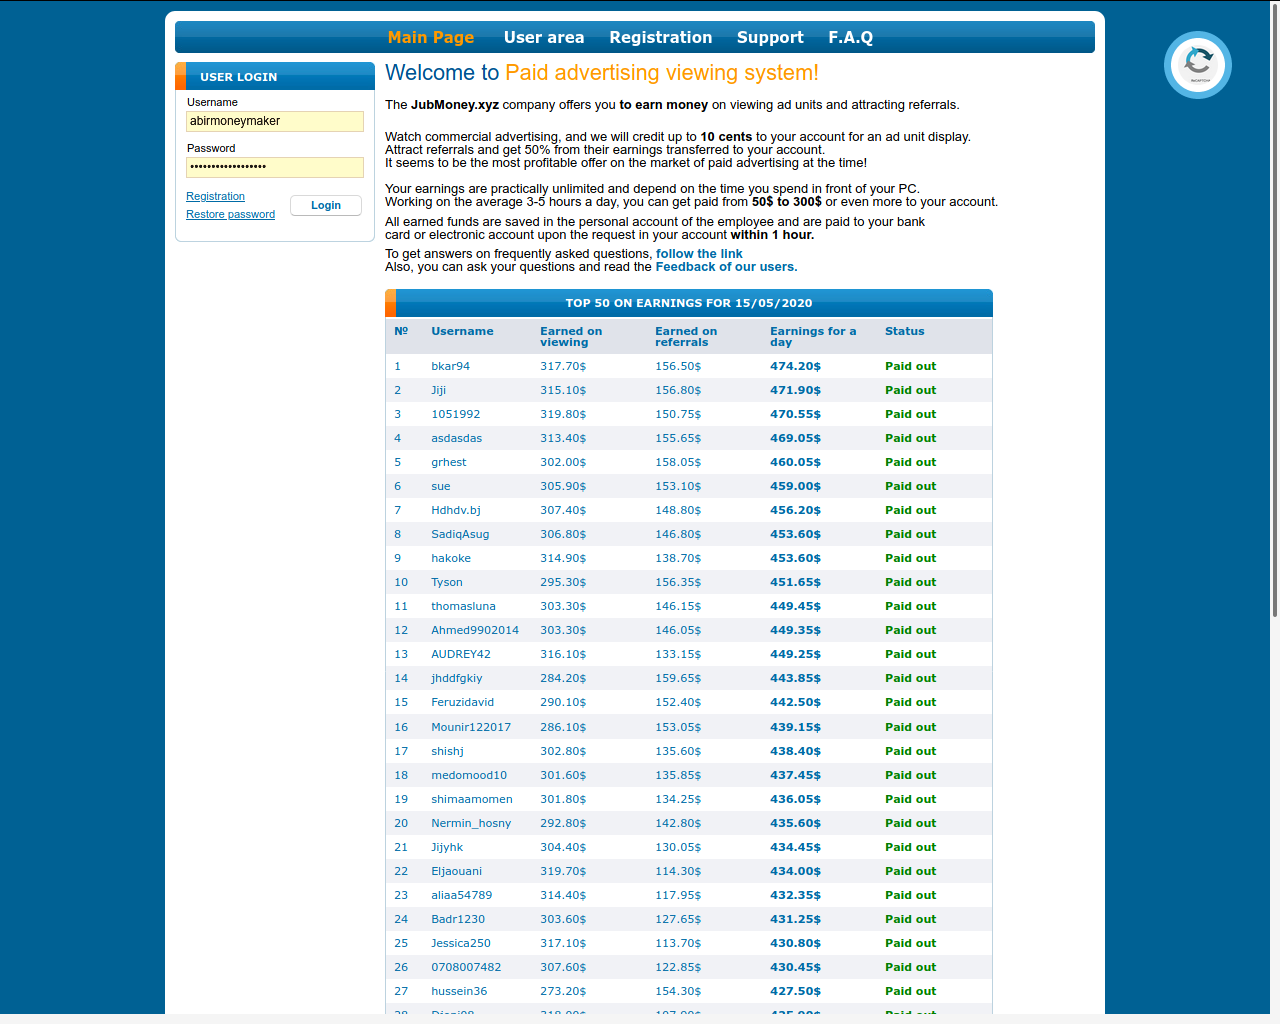 Main Page User area Registration Support F.A.Q
USER LOGIN
Username
abirmoneymaker
Password
••••••••••••••••••
Registration
Restore password
Login
Welcome to Paid advertising viewing system!
The JubMoney.xyz company offers you to earn money on viewing ad units and attracting referrals.
Watch commercial advertising, and we will credit up to 10 cents to your account for an ad unit display.
Attract referrals and get 50% from their earnings transferred to your account.
It seems to be the most profitable offer on the market of paid advertising at the time!
Your earnings are practically unlimited and depend on the time you spend in front of your PC.
Working on the average 3-5 hours a day, you can get paid from 50$ to 300$ or even more to your account.
All earned funds are saved in the personal account of the employee and are paid to your bank
card or electronic account upon the request in your account within 1 hour.
To get answers on frequently asked questions, follow the link
Also, you can ask your questions and read the Feedback of our users.
TOP 50 ON EARNINGS FOR 15/05/2020
№ Username Earned on viewing Earned on referrals Earnings for a day Status
1 bkar94 317.70$ 156.50$ 474.20$ Paid out
2 Jiji 315.10$ 156.80$ 471.90$ Paid out
3 1051992 319.80$ 150.75$ 470.55$ Paid out
4 asdasdas 313.40$ 155.65$ 469.05$ Paid out
5 grhest 302.00$ 158.05$ 460.05$ Paid out
6 sue 305.90$ 153.10$ 459.00$ Paid out
7 Hdhdv.bj 307.40$ 148.80$ 456.20$ Paid out
8 SadiqAsug 306.80$ 146.80$ 453.60$ Paid out
9 hakoke 314.90$ 138.70$ 453.60$ Paid out
10 Tyson 295.30$ 156.35$ 451.65$ Paid out
11 thomasluna 303.30$ 146.15$ 449.45$ Paid out
12 Ahmed9902014 303.30$ 146.05$ 449.35$ Paid out
13 AUDREY42 316.10$ 133.15$ 449.25$ Paid out
14 jhddfgkiy 284.20$ 159.65$ 443.85$ Paid out
15 Feruzidavid 290.10$ 152.40$ 442.50$ Paid out
16 Mounir122017 286.10$ 153.05$ 439.15$ Paid out
17 shishj 302.80$ 135.60$ 438.40$ Paid out
18 medomood10 301.60$ 135.85$ 437.45$ Paid out
19 shimaamomen 301.80$ 134.25$ 436.05$ Paid out
20 Nermin_hosny 292.80$ 142.80$ 435.60$ Paid out
21 Jijyhk 304.40$ 130.05$ 434.45$ Paid out
22 Eljaouani 319.70$ 114.30$ 434.00$ Paid out
23 aliaa54789 314.40$ 117.95$ 432.35$ Paid out
24 Badr1230 303.60$ 127.65$ 431.25$ Paid out
25 Jessica250 317.10$ 113.70$ 430.80$ Paid out
26 0708007482 307.60$ 122.85$ 430.45$ Paid out
27 hussein36 273.20$ 154.30$ 427.50$ Paid out